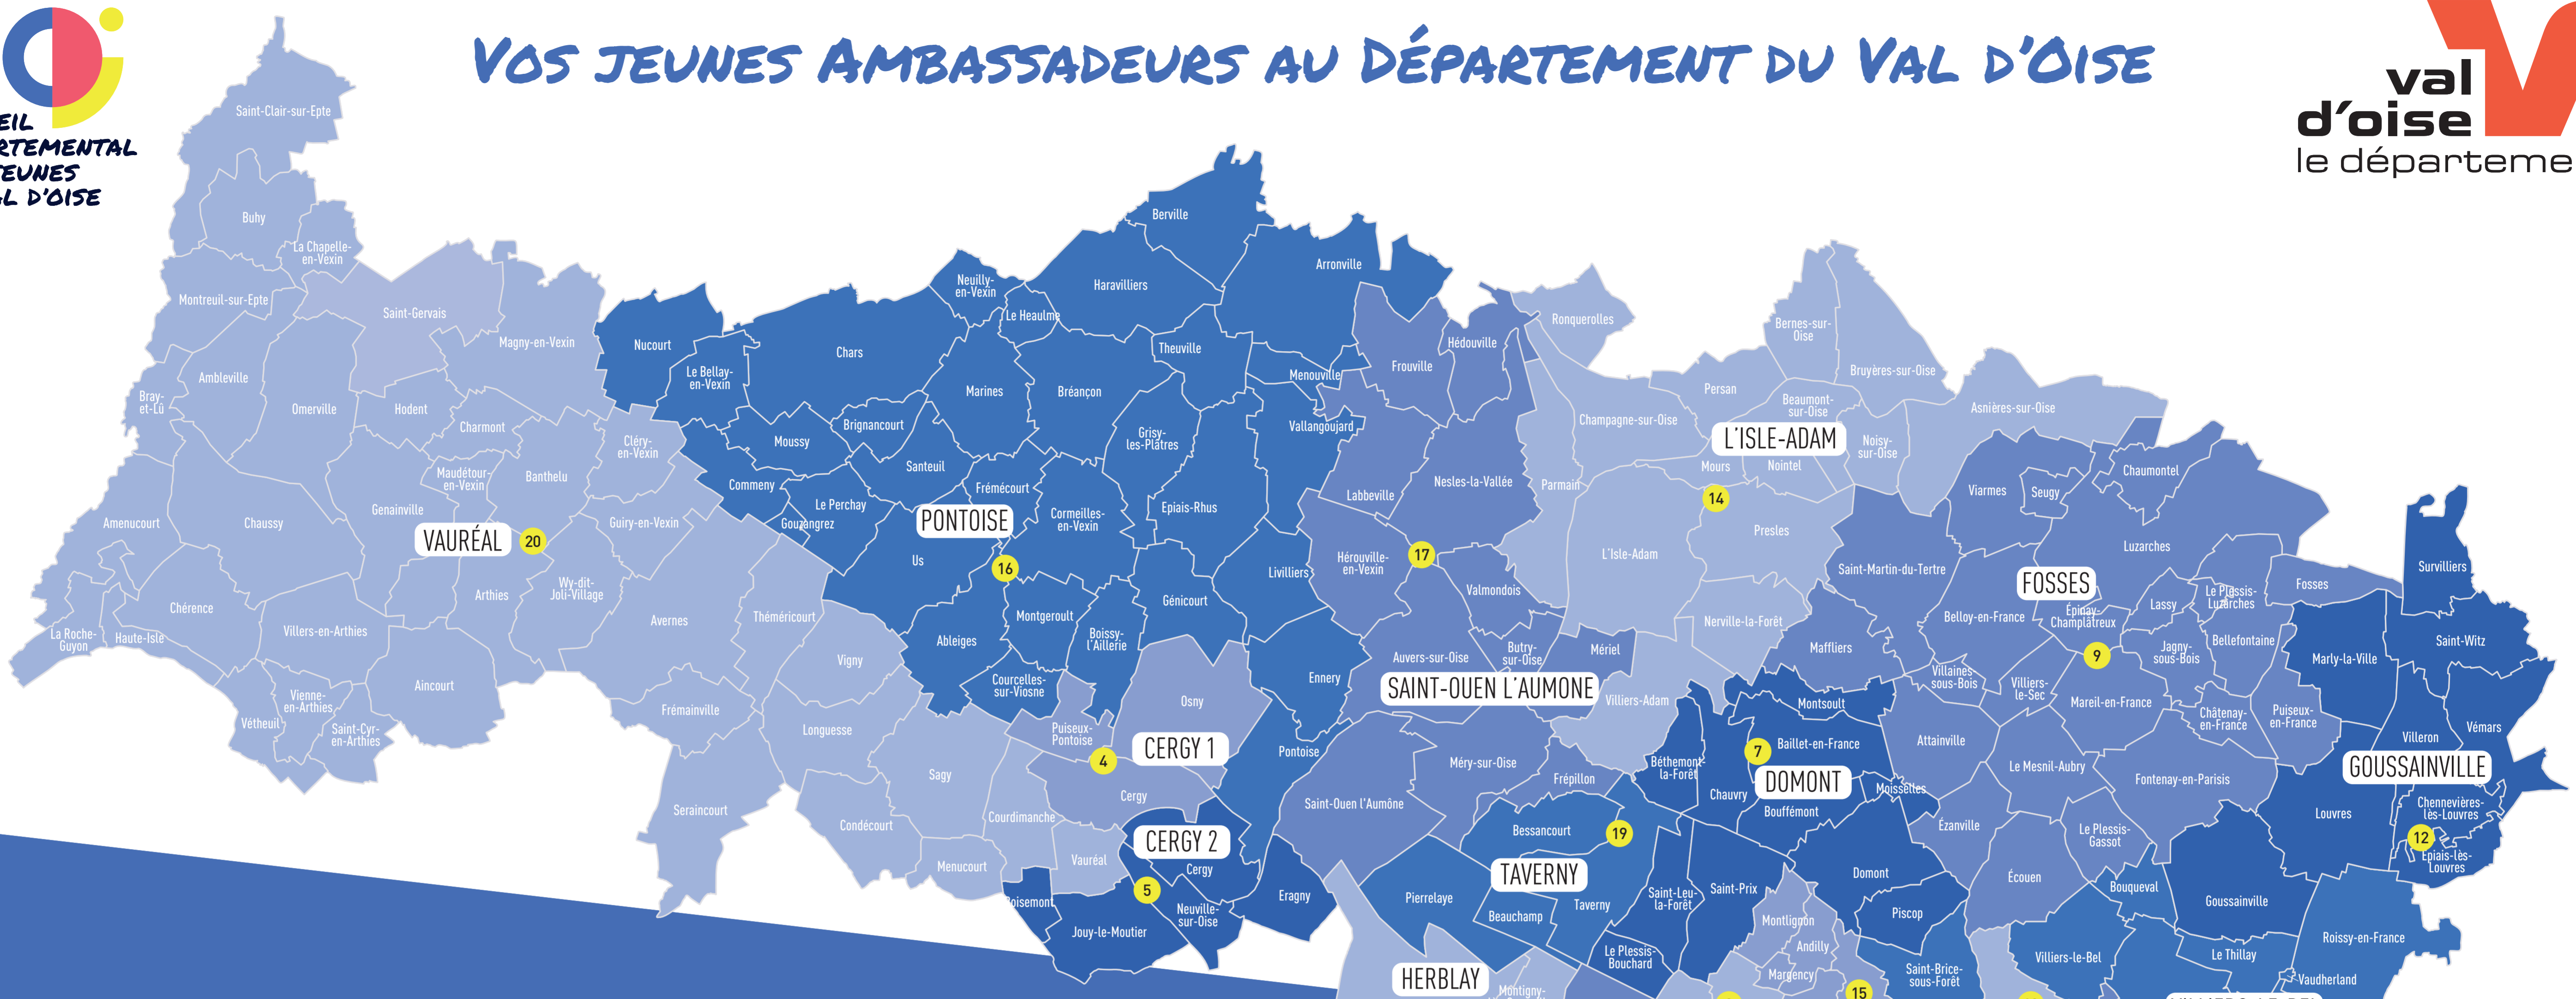 Vos jeunes Ambassadeurs au Département du Val d'Oise
EIL
RTEMENTAL
EUNES
L D'OISE
val
d'oise
le départeme
Saint-Clair-sur-Epte
Buhy
La Chapelle-
en-Vexin
Montreuil-sur-Epte
Saint-Gervais
Magny-en-Vexin
Ambleville
Bray-
et-Lû
Omerville
Hodent
Charmont
Cléry-
en-Vexin
Maudétour-
en-Vexin
Banthelu
Genainville
Guiry-en-Vexin
Amenucourt
Chaussy
VAURÉAL
20
Wy-dit-
Joli-Village
Arthies
Chérence
La Roche-
Guyon
Haute-Isle
Villers-en-Arthies
Avernes
Théméricourt
Vigny
Vienne-
en-Arthies
Aincourt
Vétheuil
Saint-Cyr-
en-Arthies
Frémainville
Longuesse
Sagy
Seraincourt
Condécourt
Courdimanche
Menucourt
Vauréal
Berville
Arronville
Neuilly-
en-Vexin
Haravilliers
Le Heaulme
Nucourt
Chars
Theuville
Le Bellay-
en-Vexin
Marines
Bréançon
Menouville
Brignancourt
Moussy
Grisy-
les-Plâtres
Vallangoujard
Santeuil
Commeny
Frémécourt
Le Perchay
Gouzangrez
PONTOISE
Cormeilles-
en-Vexin
Epiais-Rhus
Us
16
Livilliers
Génicourt
Montgeroult
Ableiges
Boissy-
l'Aillerie
Courcelles-
sur-Viosne
Ennery
Pontoise
Osny
Puiseux-
Pontoise
4
CERGY 1
Cergy
CERGY 2
Cergy
5
Neuville-
sur-Oise
oisemont
Jouy-le-Moutier
Eragny
Frouville
Hédouville
Labbeville
Nesles-la-Vallée
Hérouville-
en-Vexin
17
Valmondois
Auvers-sur-Oise
Butry-
sur-Oise
Mériel
SAINT-OUEN L'AUMONE
Méry-sur-Oise
Frépillon
Saint-Ouen l'Aumône
Ronquerolles
Bernes-sur-
Oise
Bruyères-sur-Oise
Persan
Beaumont-
sur-Oise
Champagne-sur-Oise
L'ISLE-ADAM
Noisy-
sur-Oise
Asnières-sur-Oise
Mours
Nointel
Parmain
14
Presles
L'Isle-Adam
Nerville-la-Forêt
Villiers-Adam
Viarmes
Seugy
Chaumontel
Luzarches
Saint-Martin-du-Tertre
FOSSES
Le Plessis-
Luzarches
Fosses
Lassy
Épinay-
Champlâtreux
Belloy-en-France
Bellefontaine
Jagny-
sous-Bois
9
Maffliers
Villaines-
sous-Bois
Villiers-
le-Sec
Mareil-en-France
Châtenay-
en-France
Puiseux-
en-France
Attainville
Le Mesnil-Aubry
Fontenay-en-Parisis
Ézanville
Le Plessis-
Gassot
Écouen
Bouqueval
Survilliers
Saint-Witz
Marly-la-Ville
Vémars
Villeron
GOUSSAINVILLE
Chennevières-
lès-Louvres
Louvres
12
Epiais-lès-
Louvres
Goussainville
Roissy-en-France
Le Thillay
Vaudherland
Villiers-le-Bel
Montsoult
7
Baillet-en-France
Béthemont-
la-Forêt
DOMONT
Chauvry
Moisselles
Bouffémont
Domont
Piscop
Saint-Prix
Saint-Leu-
la-Forêt
Le Plessis-
Bouchard
Montlignon
Andilly
Margency
15
Saint-Brice-
sous-Forêt
Bessancourt
19
TAVERNY
Pierrelaye
Beauchamp
Taverny
HERBLAY
Montigny-